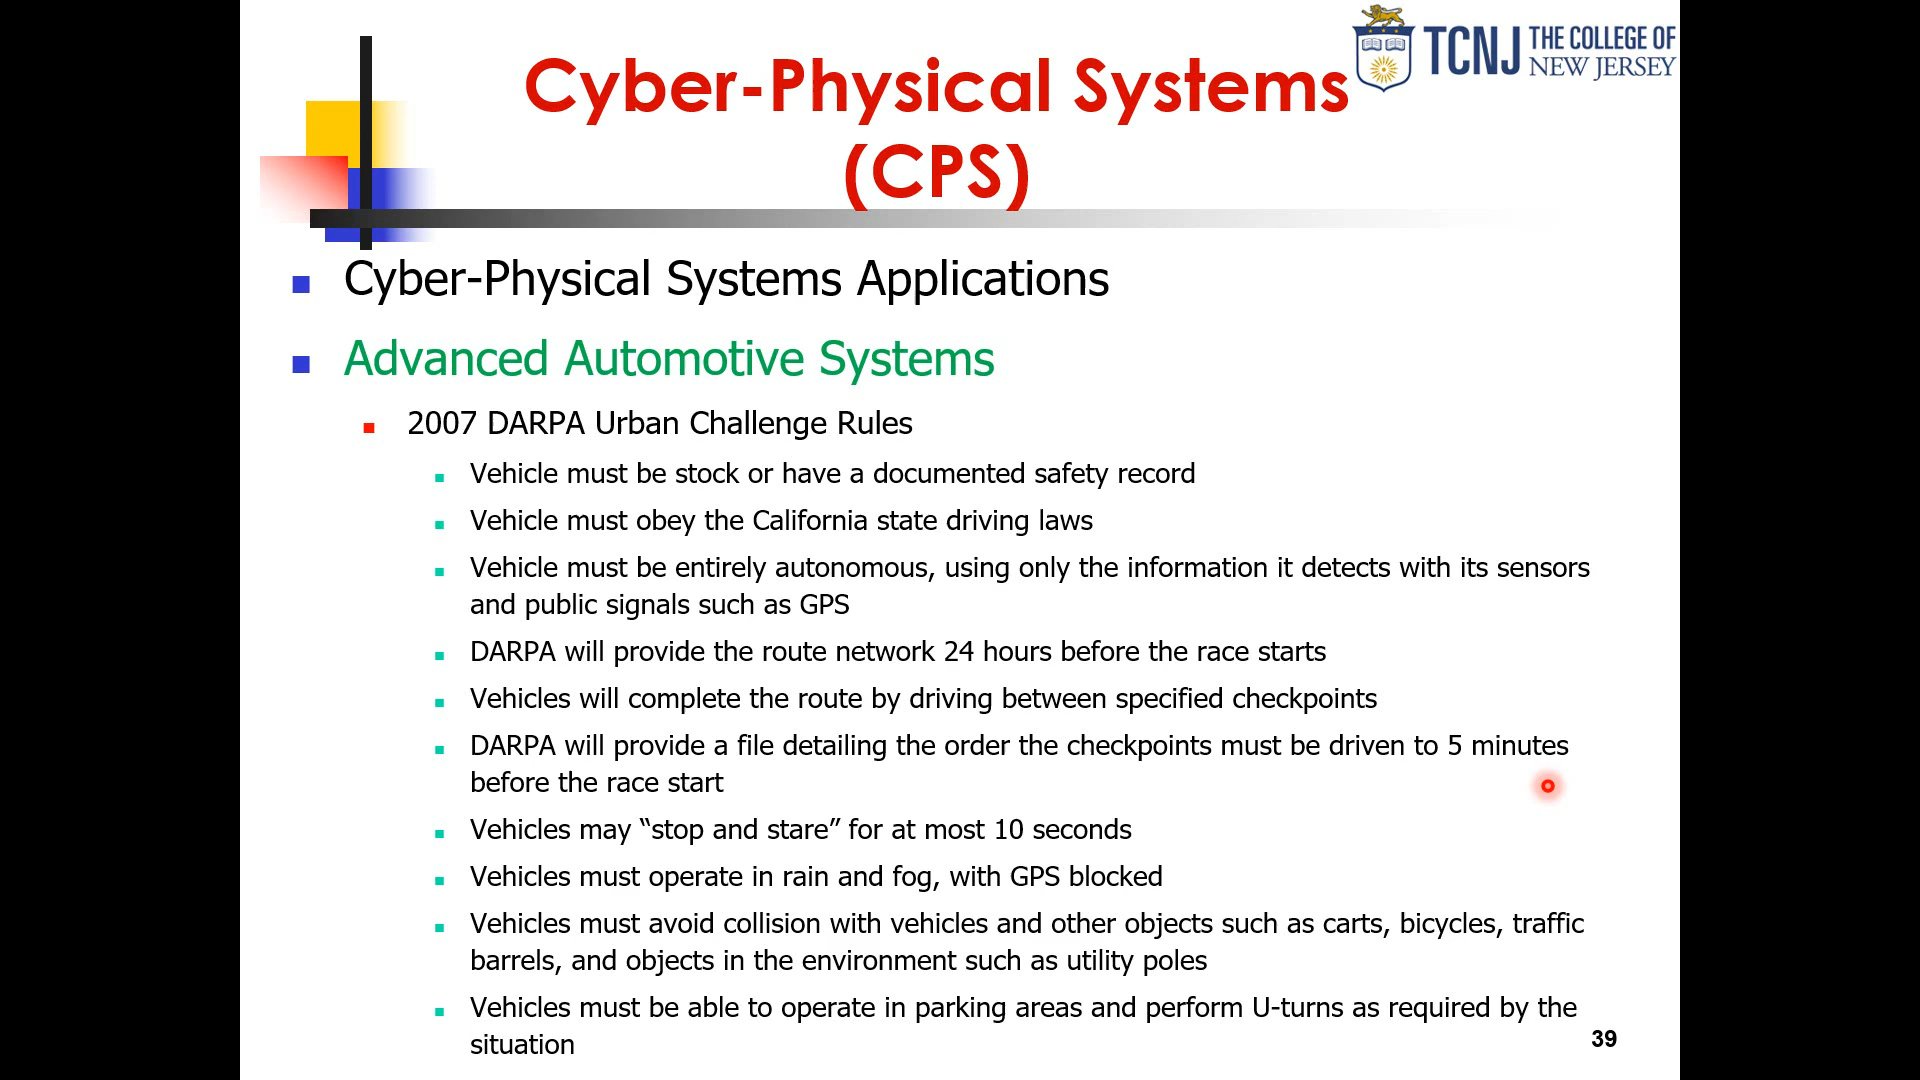 TCNJ THE COLLEGE OF
NEW JERSEY
Cyber-Physical Systems
(CPS)
Cyber-Physical Systems Applications
Advanced Automotive Systems
2007 DARPA Urban Challenge Rules
Vehicle must be stock or have a documented safety record
Vehicle must obey the California state driving laws
Vehicle must be entirely autonomous, using only the information it detects with its sensors
and public signals such as GPS
DARPA will provide the route network 24 hours before the race starts
Vehicles will complete the route by driving between specified checkpoints
DARPA will provide a file detailing the order the checkpoints must be driven to 5 minutes
before the race start
Vehicles may “stop and stare” for at most 10 seconds
Vehicles must operate in rain and fog, with GPS blocked
Vehicles must avoid collision with vehicles and other objects such as carts, bicycles, traffic
barrels, and objects in the environment such as utility poles
Vehicles must be able to operate in parking areas and perform U-turns as required by the
situation
39